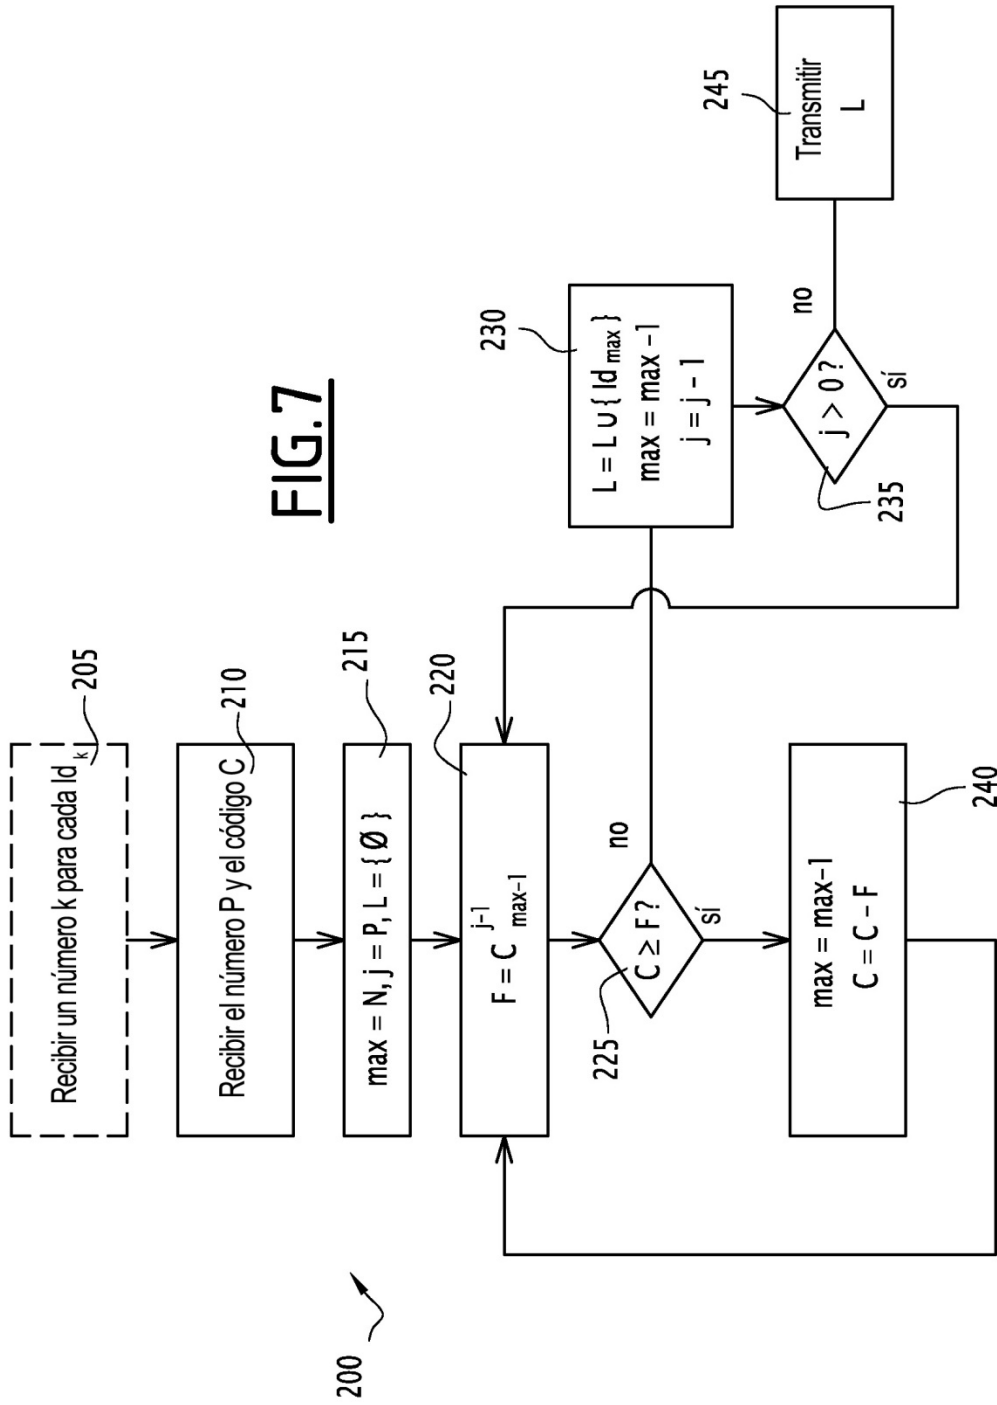 FIG.7
200
Recibir un número k para cada Id k
205
Recibir el número P y el código C
210
max = N, j = P, L = { Ø }
215
F = C j-1 max-1
220
C ≥ F?
225
no
sí
L = L ∪ { Id max }
max = max -1
j = j - 1
230
j > 0 ?
235
no
sí
max = max-1
C = C - F
240
Transmitir
L
245